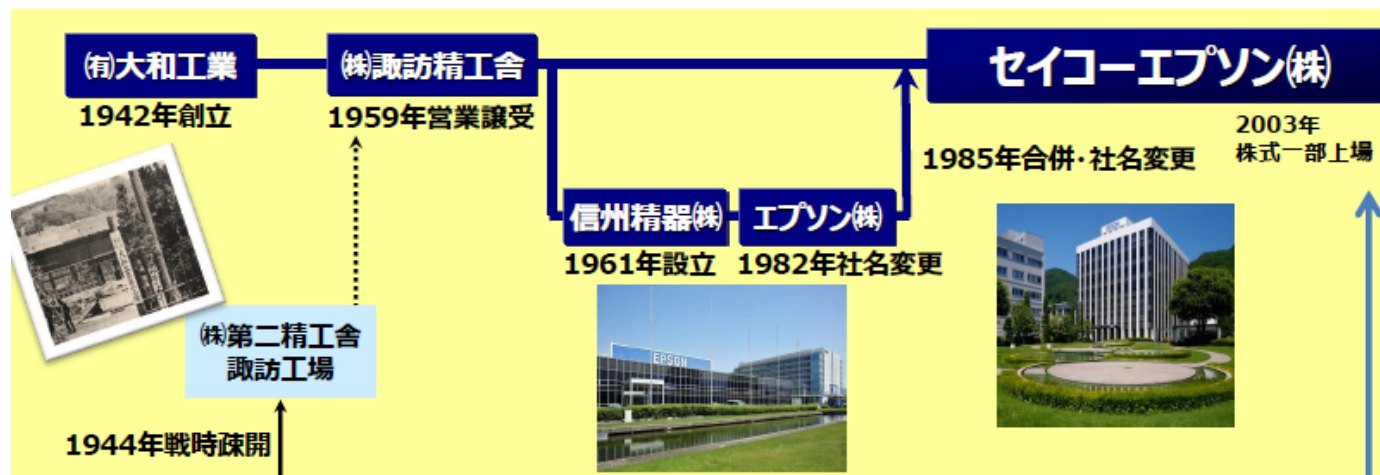 ㈲大和工業
1942年創立
㈱諏訪精工舎
1959年営業譲受
セイコーエプソン㈱
2003年
株式一部上場
1985年合併・社名変更
信州精器㈱
1961年設立
エプソン㈱
1982年社名変更
㈱第二精工舎
諏訪工場
1944年戦時疎開
EPSON